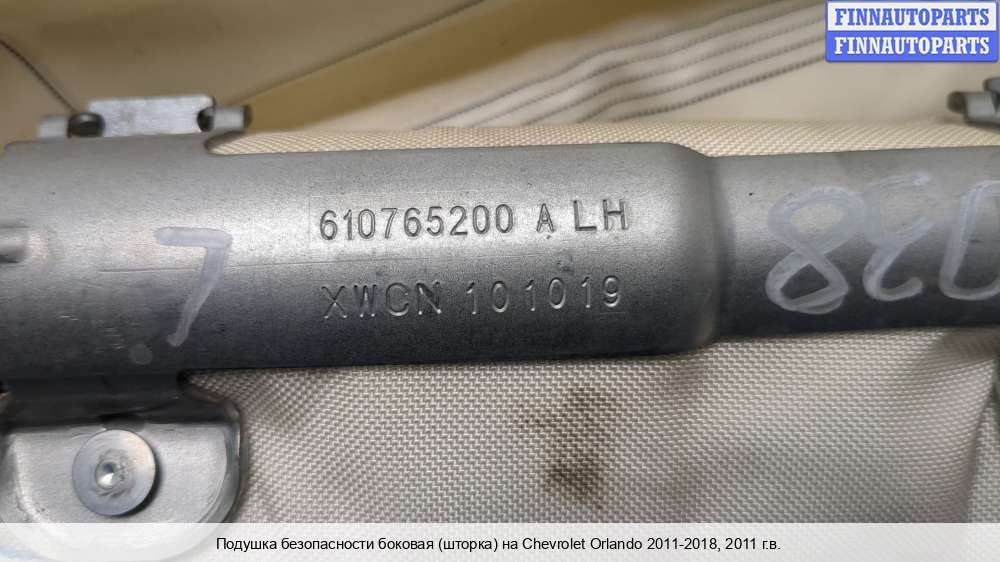 FINNAUTOPARTS
FINNAUTOPARTS
610765200 A LH
XWCN 101019
Подушка безопасности боковая (шторка) на Chevrolet Orlando 2011-2018, 2011 г.в.